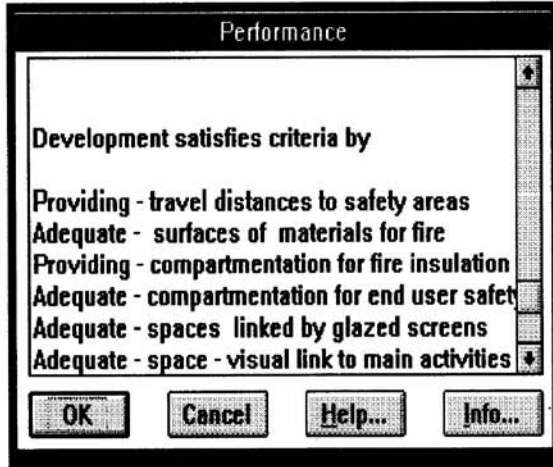 Performance
Development satisfies criteria by
Providing - travel distances to safety areas
Adequate - surfaces of materials for fire
Providing - compartmentation for fire insulation
Adequate - compartmentation for end user safet
Adequate - spaces linked by glazed screens
Adequate - space - visual link to main activities
OK Cancel Help... Info...